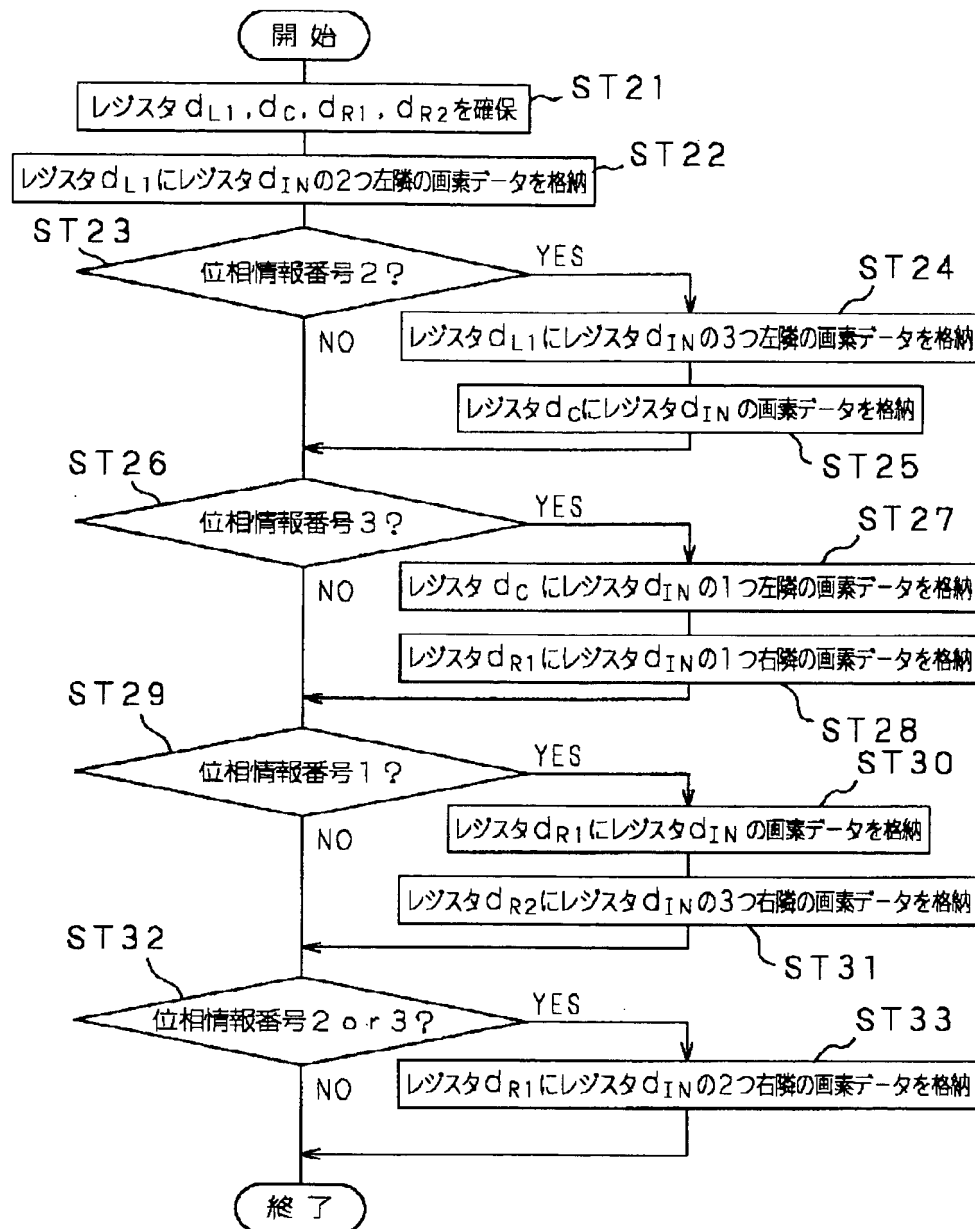 開始
ST21
レジスタdL1,dC,dR1,dR2を確保
ST22
レジスタdL1にレジスタdINの2つ左隣の画素データを格納
ST23
位相情報番号2?
YES
NO
ST24
レジスタdL1にレジスタdINの3つ左隣の画素データを格納
レジスタdCにレジスタdINの画素データを格納
ST25
ST26
位相情報番号3?
YES
NO
ST27
レジスタdCにレジスタdINの1つ左隣の画素データを格納
レジスタdR1にレジスタdINの1つ右隣の画素データを格納
ST28
ST29
位相情報番号1?
YES
NO
ST30
レジスタdR1にレジスタdINの画素データを格納
レジスタdR2にレジスタdINの3つ右隣の画素データを格納
ST31
ST32
位相情報番号2or3?
YES
NO
ST33
レジスタdR1にレジスタdINの2つ右隣の画素データを格納
終了